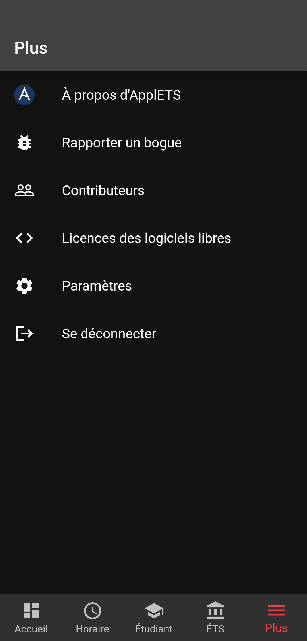 Plus
À propos d'ApplETS
Rapporter un bogue
Contributeurs
Licences des logiciels libres
Paramètres
Se déconnecter
Accueil
Horaire
Étudiant
ÉTS
Plus